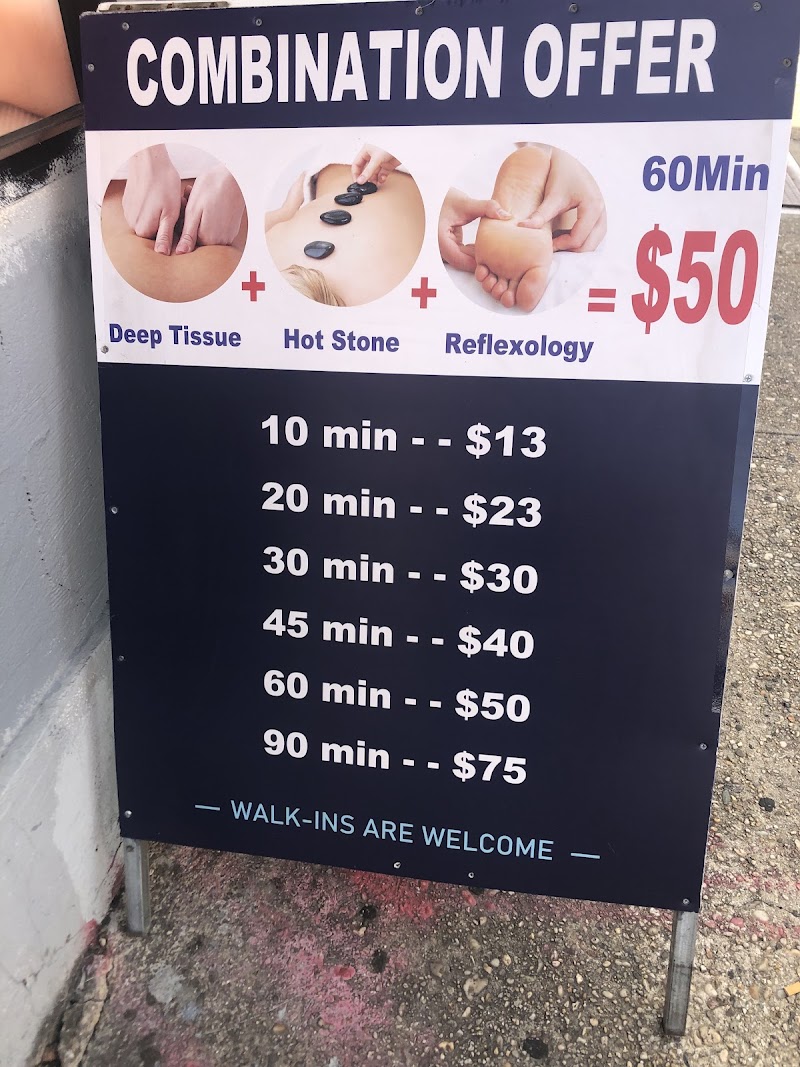 COMBINATION OFFER
60Min
+ + = $50
Deep Tissue Hot Stone Reflexology
10 min - - $13
20 min - - $23
30 min - - $30
45 min - - $40
60 min - - $50
90 min - - $75
— WALK-INS ARE WELCOME —